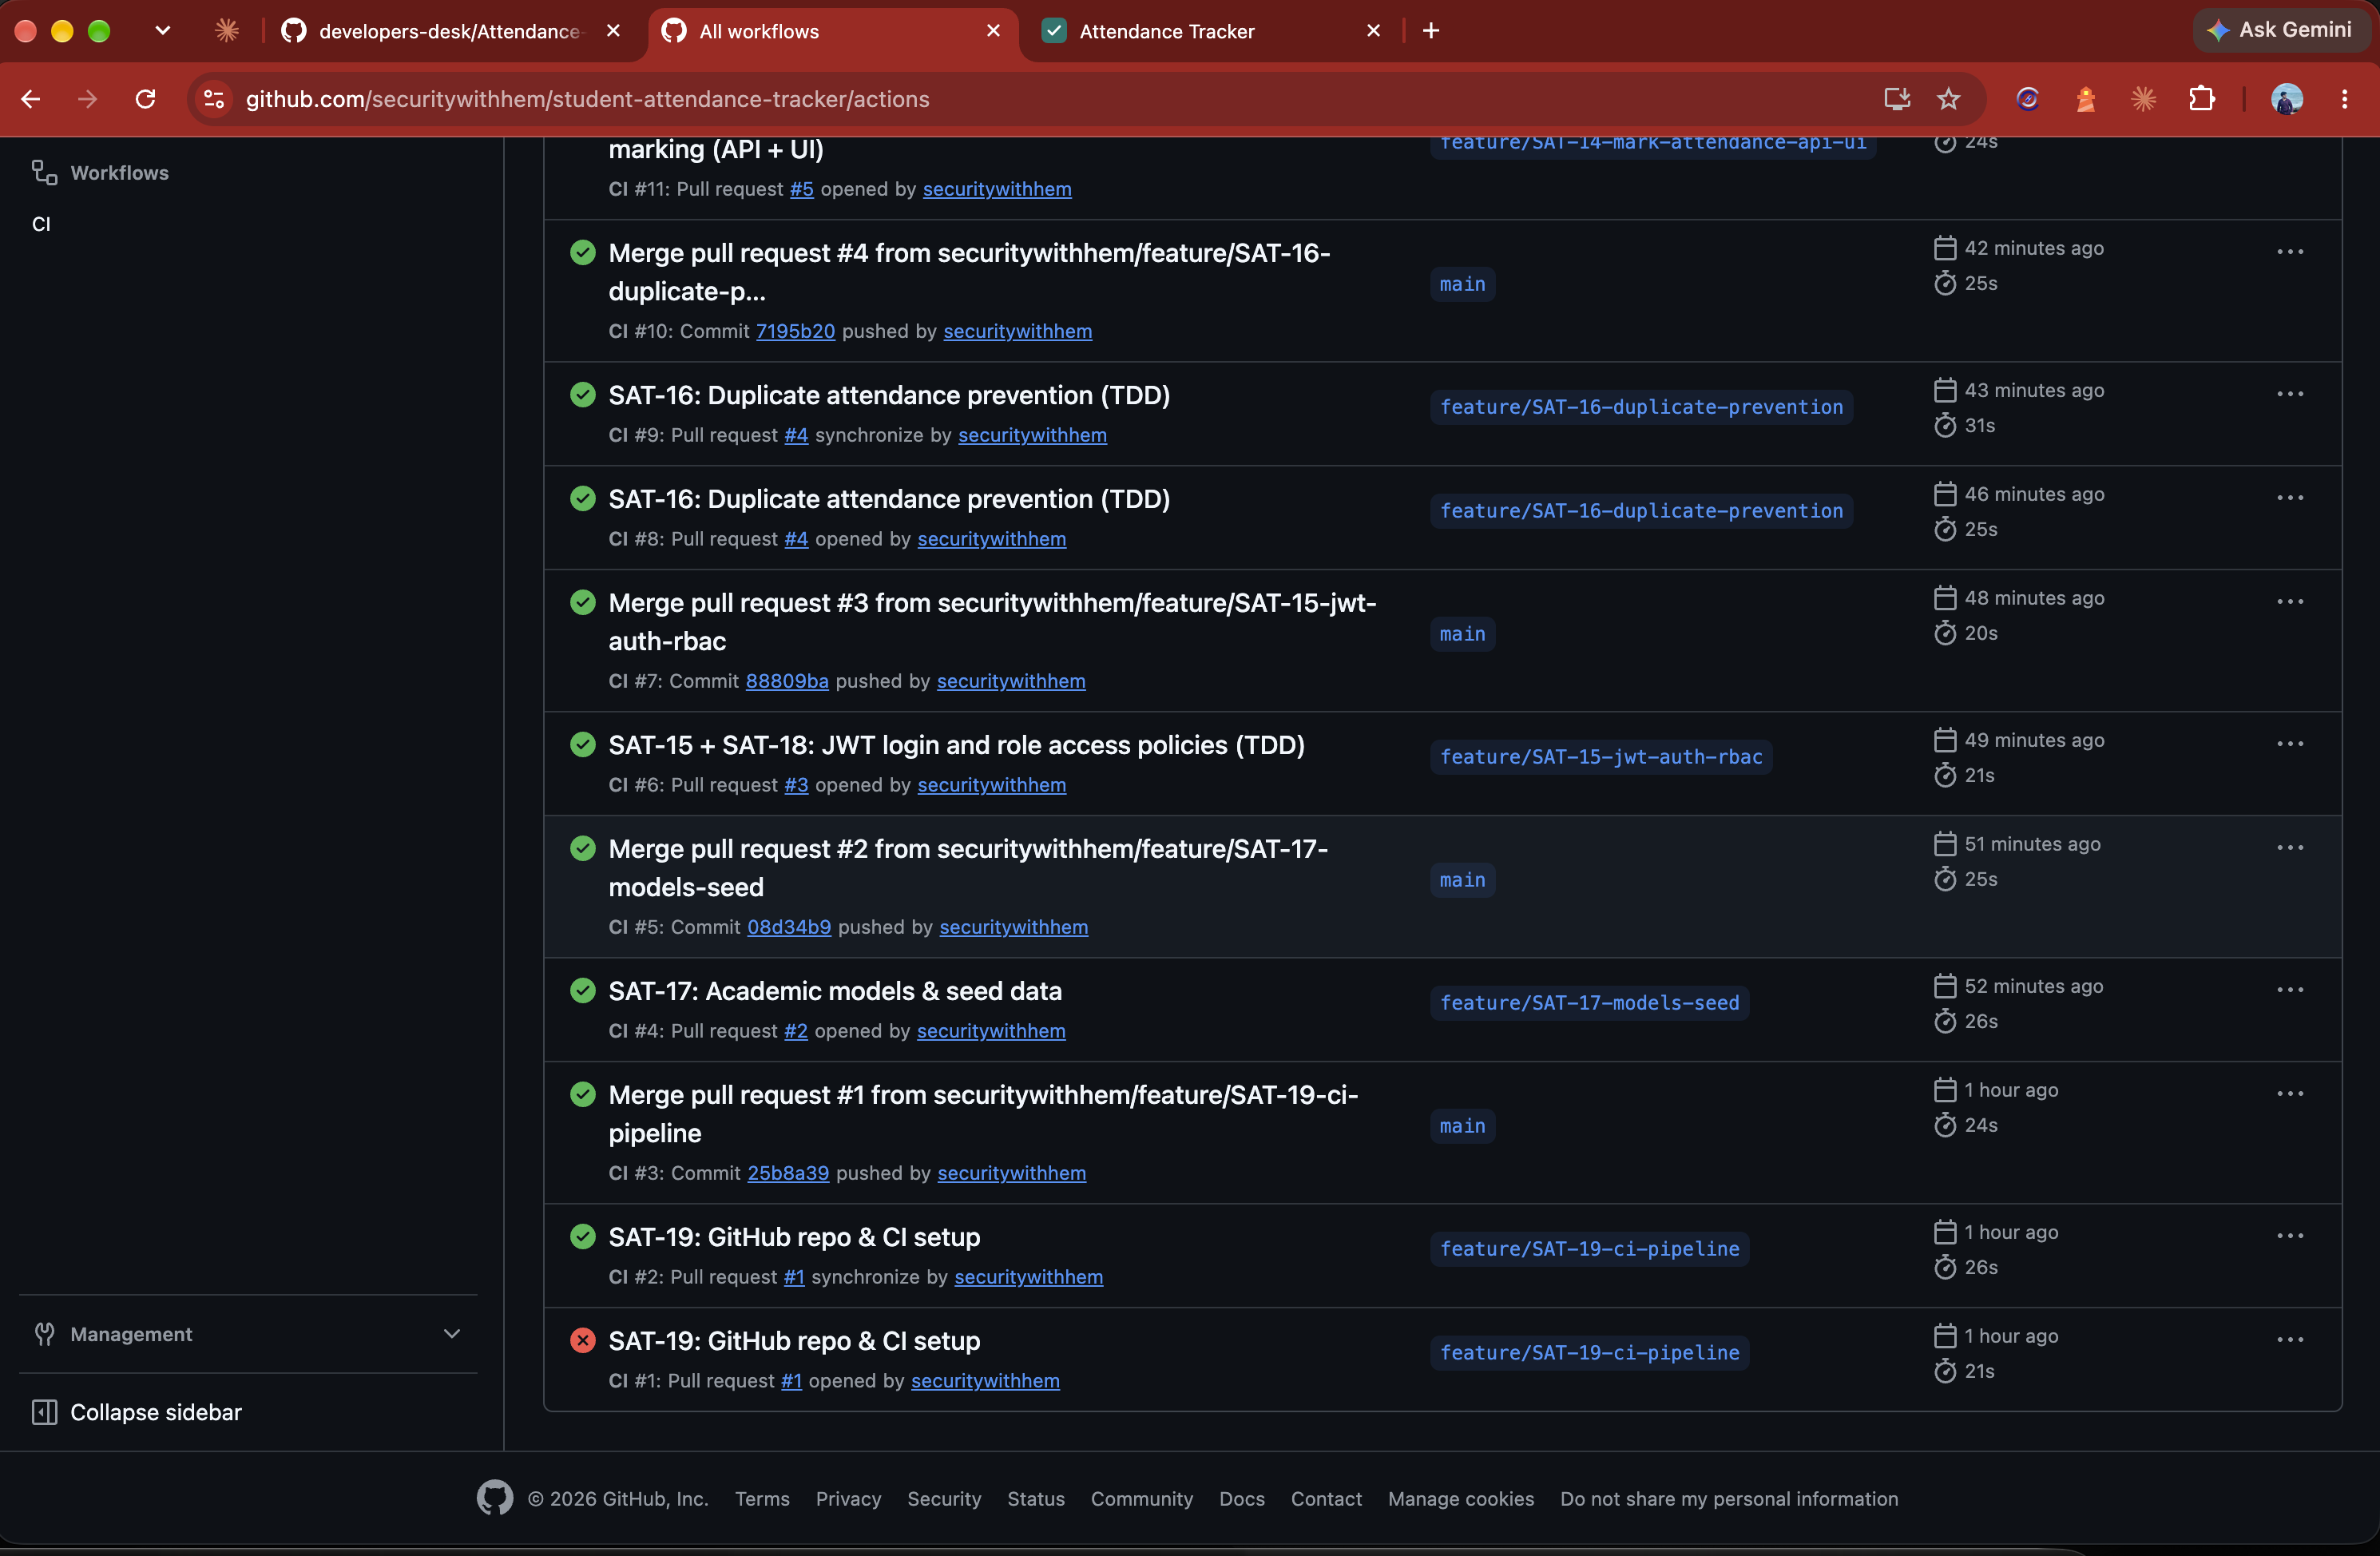 developers-desk/Attendance-
All workflows
Attendance Tracker
Ask Gemini
github.com/securitywithhem/student-attendance-tracker/actions
Workflows
CI
marking (API + UI)
feature/SAT-14-mark-attendance-api-ui
24s
CI #11: Pull request #5 opened by securitywithhem
Merge pull request #4 from securitywithhem/feature/SAT-16-
duplicate-p...
main
42 minutes ago
25s
CI #10: Commit 7195b20 pushed by securitywithhem
SAT-16: Duplicate attendance prevention (TDD)
feature/SAT-16-duplicate-prevention
43 minutes ago
31s
CI #9: Pull request #4 synchronize by securitywithhem
SAT-16: Duplicate attendance prevention (TDD)
feature/SAT-16-duplicate-prevention
46 minutes ago
25s
CI #8: Pull request #4 opened by securitywithhem
Merge pull request #3 from securitywithhem/feature/SAT-15-jwt-
auth-rbac
main
48 minutes ago
20s
CI #7: Commit 88809ba pushed by securitywithhem
SAT-15 + SAT-18: JWT login and role access policies (TDD)
feature/SAT-15-jwt-auth-rbac
49 minutes ago
21s
CI #6: Pull request #3 opened by securitywithhem
Merge pull request #2 from securitywithhem/feature/SAT-17-
models-seed
main
51 minutes ago
25s
CI #5: Commit 08d34b9 pushed by securitywithhem
SAT-17: Academic models & seed data
feature/SAT-17-models-seed
52 minutes ago
26s
CI #4: Pull request #2 opened by securitywithhem
Merge pull request #1 from securitywithhem/feature/SAT-19-ci-
pipeline
main
1 hour ago
24s
CI #3: Commit 25b8a39 pushed by securitywithhem
SAT-19: GitHub repo & CI setup
feature/SAT-19-ci-pipeline
1 hour ago
26s
CI #2: Pull request #1 synchronize by securitywithhem
SAT-19: GitHub repo & CI setup
feature/SAT-19-ci-pipeline
1 hour ago
21s
CI #1: Pull request #1 opened by securitywithhem
Management
Collapse sidebar
© 2026 GitHub, Inc. Terms Privacy Security Status Community Docs Contact Manage cookies Do not share my personal information